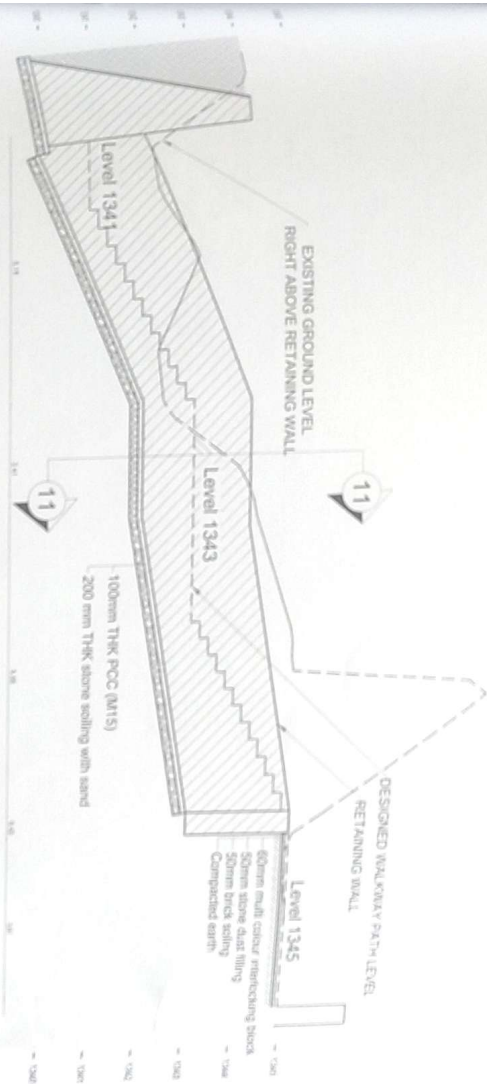 EXISTING GROUND LEVEL
RIGHT ABOVE RETAINING WALL
Level 1341
Level 1343
11
11
100mm THK PCC (M15)
200 mm THK stone soiling with sand
DESIGNED WALKWAY PATH LEVEL
RETAINING WALL
Level 1345
60mm multi colour interlocking block
50mm stone dust filling
50mm brick soiling
Compacted earth